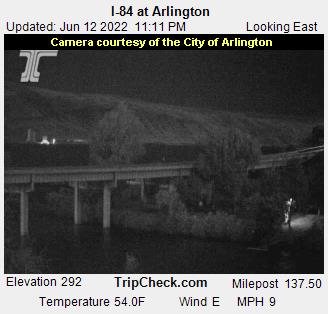 I-84 at Arlington
Updated: Jun 12 2022 11:11 PM Looking East
Camera courtesy of the City of Arlington
Elevation 292 TripCheck.com Milepost 137.50
Temperature 54.0F Wind E MPH 9